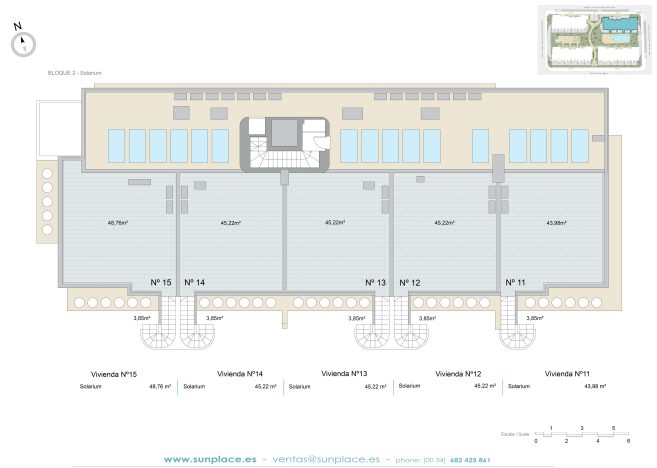 N
BLOQUE 2 - Solarium
48,76m²
45,22m²
45,22m²
45,22m²
43,98m²
Nº 15 Nº 14 Nº 13 Nº 12 Nº 11
3,85m² 3,85m² 3,85m² 3,85m² 3,85m²
Vivienda Nº15 Vivienda Nº14 Vivienda Nº13 Vivienda Nº12 Vivienda Nº11
Solarium 48,76 m² Solarium 45,22 m² Solarium 45,22 m² Solarium 45,22 m² Solarium 43,98 m²
Escala / Scale
1 3 5
0 2 4 6
www.sunplace.es - ventas@sunplace.es - phone: [00 34] 682 425 861